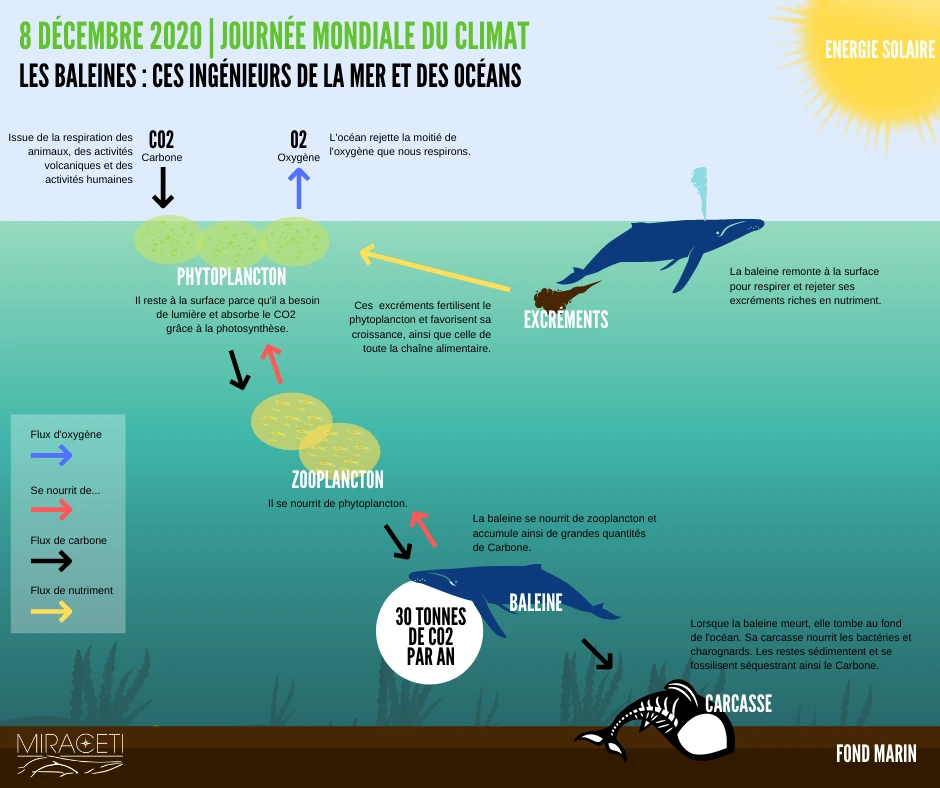 8 DÉCEMBRE 2020 | JOURNÉE MONDIALE DU CLIMAT
LES BALEINES : CES INGÉNIEURS DE LA MER ET DES OCÉANS
ENERGIE SOLAIRE
Issue de la respiration des
animaux, des activités
volcaniques et des
activités humaines
CO2
Carbone
O2
Oxygène
L'océan rejette la moitié de
l'oxygène que nous respirons.
PHYTOPLANCTON
Il reste à la surface parce qu'il a besoin
de lumière et absorbe le CO2
grâce à la photosynthèse.
Ces excréments fertilisent le
phytoplancton et favorisent sa
croissance, ainsi que celle de
toute la chaîne alimentaire.
EXCRÉMENTS
La baleine remonte à la surface
pour respirer et rejeter ses
excréments riches en nutriment.
Flux d'oxygène
Se nourrit de...
Flux de carbone
Flux de nutriment
ZOOPLANCTON
Il se nourrit de phytoplancton.
La baleine se nourrit de zooplancton et
accumule ainsi de grandes quantités
de Carbone.
BALEINE
30 TONNES
DE CO2
PAR AN
Lorsque la baleine meurt, elle tombe au fond
de l'océan. Sa carcasse nourrit les bactéries et
charognards. Les restes sédimentent et se
fossilisent séquestrant ainsi le Carbone.
CARCASSE
MIRACETI
FOND MARIN